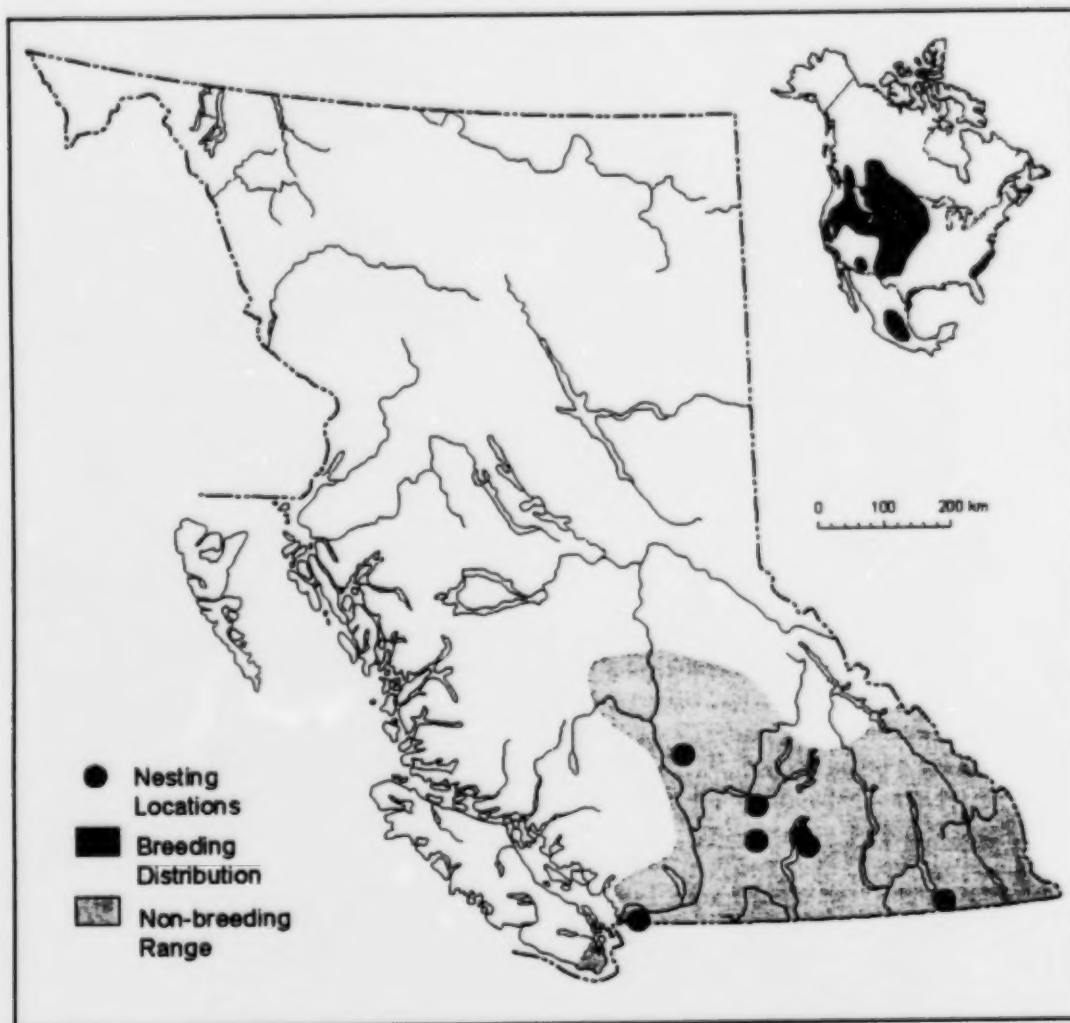 0 100 200 km
Nesting
Locations
Breeding
Distribution
Non-breeding
Range